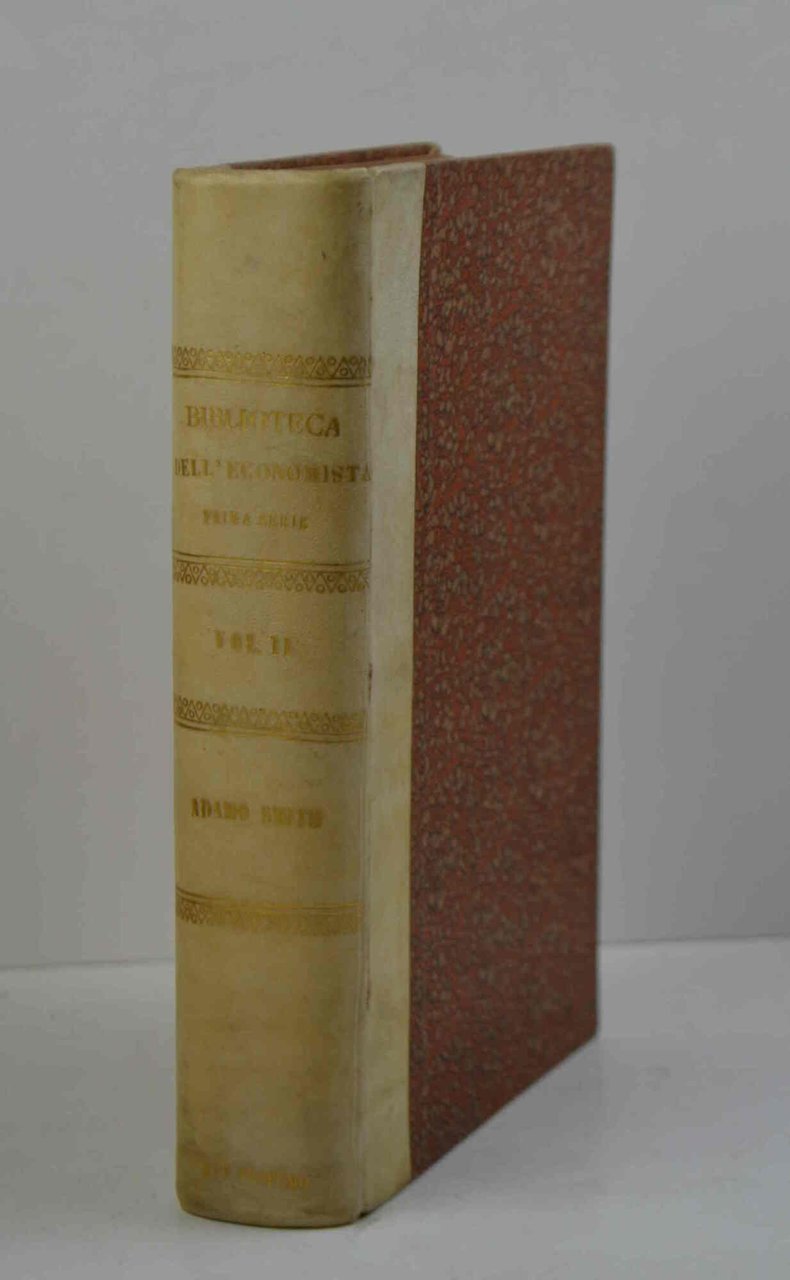 BIBLIOTECA
DELL'ECONOMISTA
PRIMA SERIE
VOL. II
ADAMO SMITH